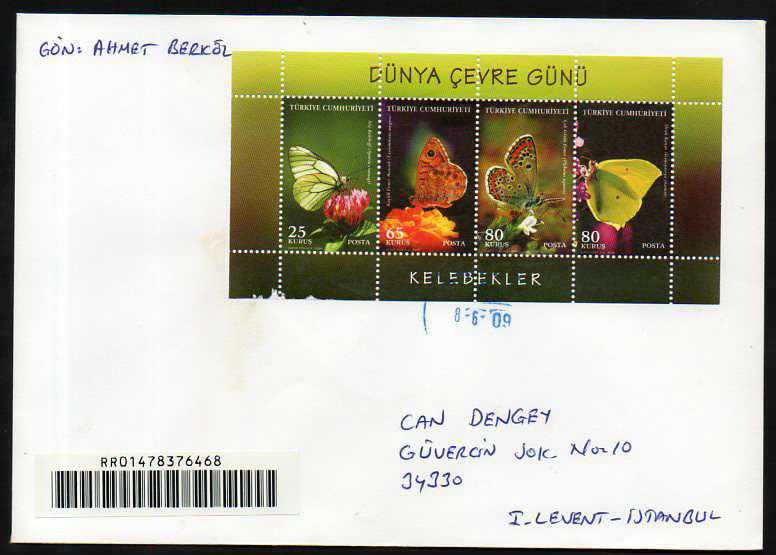 GÖN: AHMET BERKÖZ
DÜNYA ÇEVRE GÜNÜ
TÜRKİYE CUMHURİYETİ
25
KURUŞ
POSTA
TÜRKİYE CUMHURİYETİ
65
KURUŞ
POSTA
TÜRKİYE CUMHURİYETİ
80
KURUŞ
POSTA
TÜRKİYE CUMHURİYETİ
80
KURUŞ
POSTA
KELEBEKLER
8-6-09
CAN DENGEY
GÜVERCİN SOK No:10
34330
I. LEVENT-İSTANBUL
RR01478376468